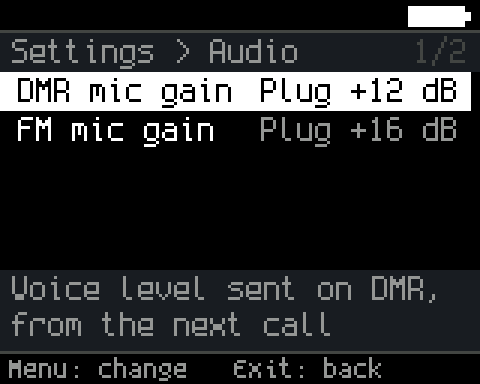 Settings > Audio 1/2
DMR mic gain Plug +12 dB
FM mic gain Plug +16 dB
Voice level sent on DMR,
from the next call
Menu: change Exit: back